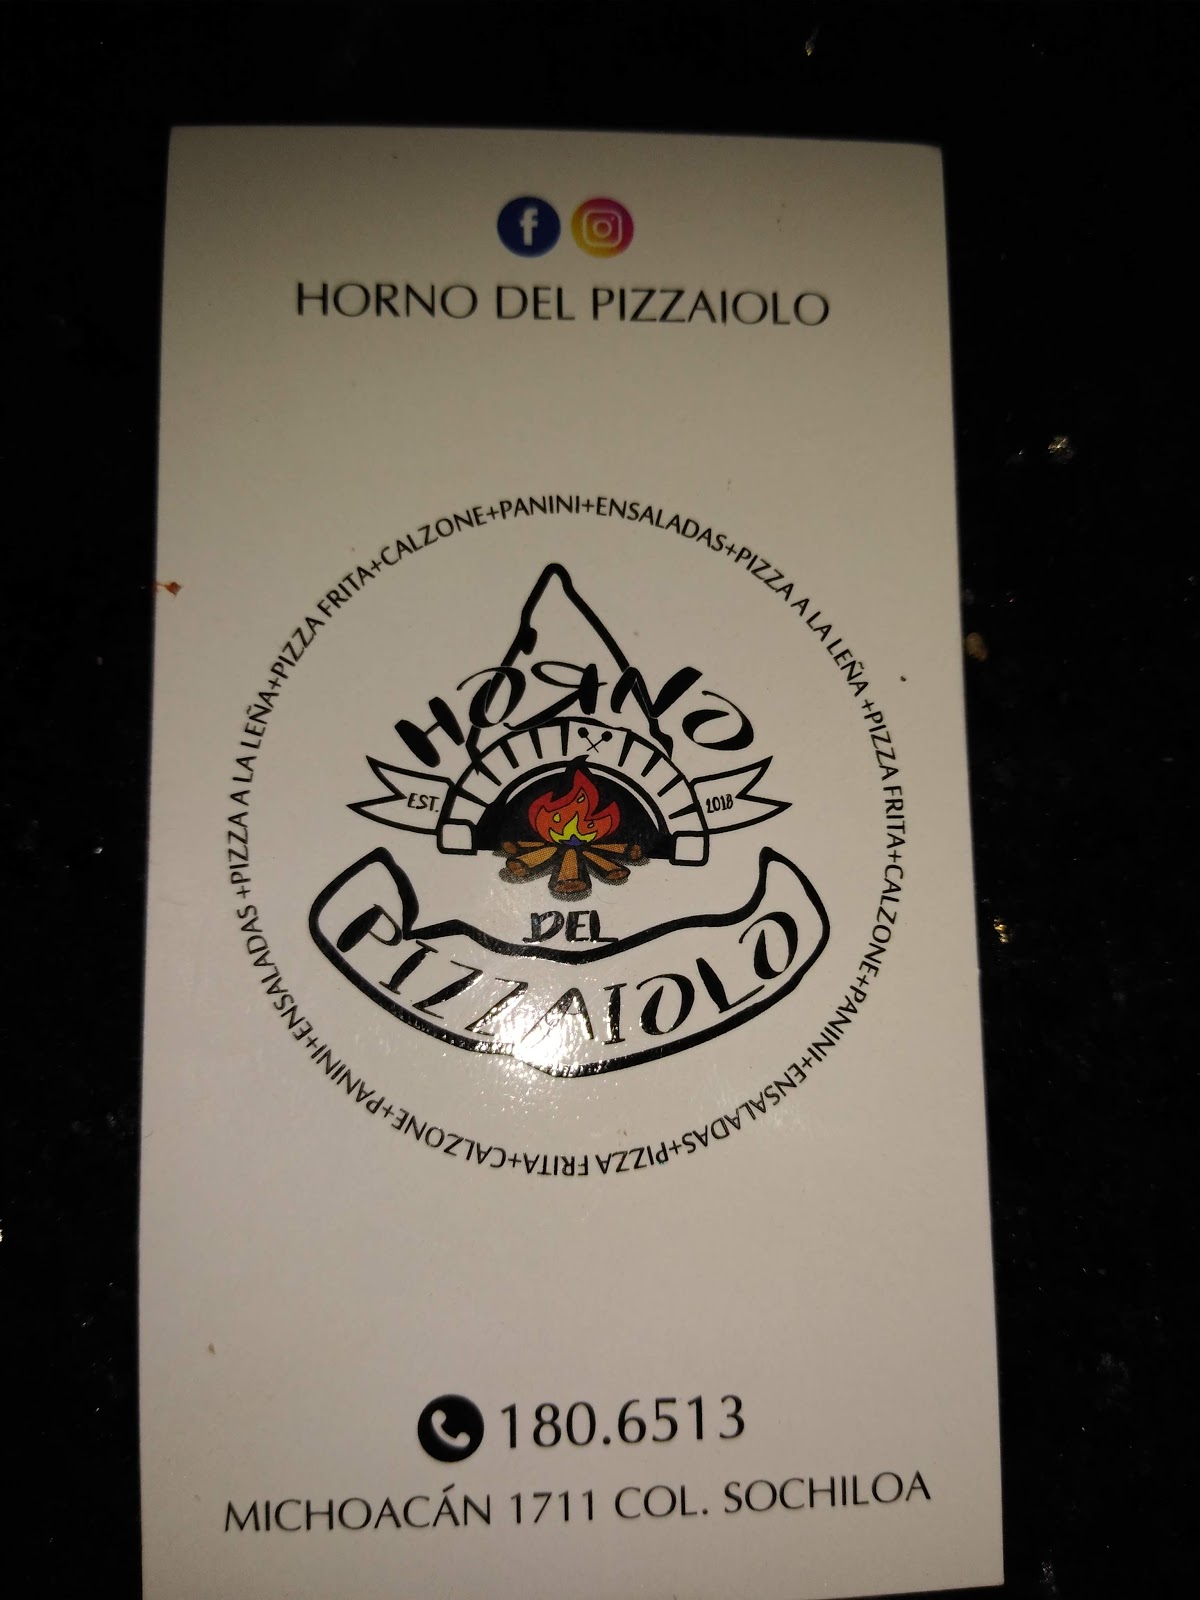 HORNO DEL PIZZAIOLO
PIZZA A LA LEÑA+PIZZA FRITA+CALZONE+PANINI+ENSALADAS+PIZZA A LA LEÑA +PIZZA FRITA+CALZONE+PANINI+ENSALADAS+PIZZA FRITA+CALZONE+PANINI+ENSALADAS +
HORNO
EST. 2018
DEL
PIZZAIOLO
180.6513
MICHOACÁN 1711 COL. SOCHILOA